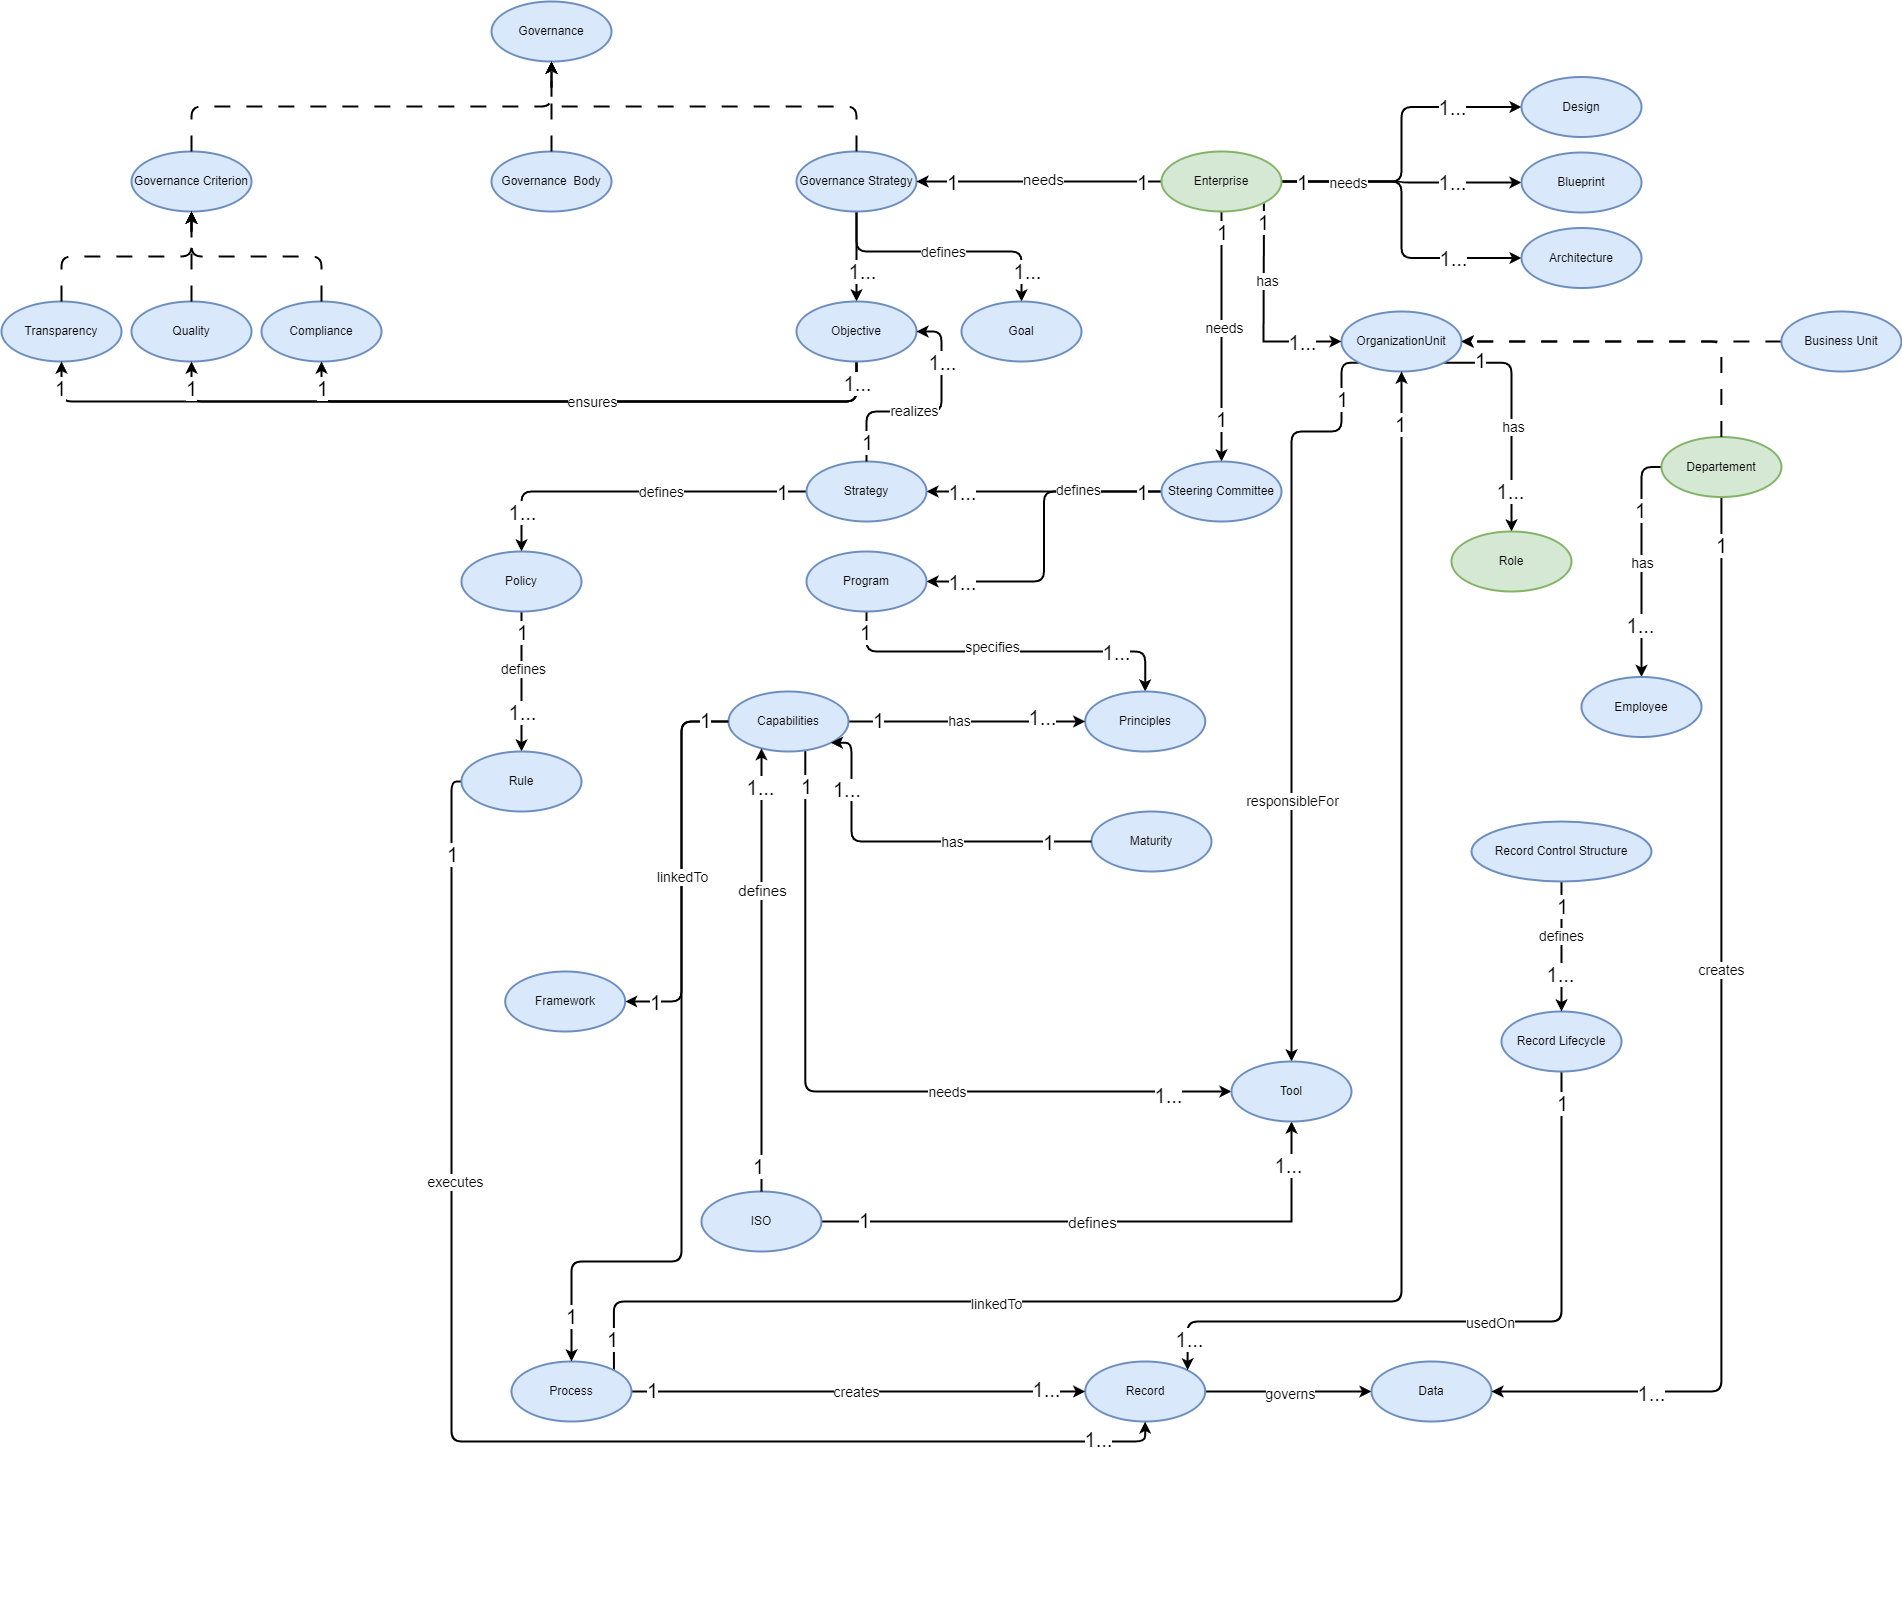 Governance
Design
1...
Governance Criterion
Governance  Body
Governance Strategy
1
needs
1
Enterprise
1
needs
1...
Blueprint
1
1
defines
1...
Architecture
1...
1...
has
Transparency
Quality
Compliance
Objective
Goal
needs
1...
OrganizationUnit
Business Unit
1...
1
1
1
1
1...
1
ensures
realizes
1
1
has
1
Departement
Strategy
1
defines
1...
defines
1
Steering Committee
1...
1...
1
1
Role
has
Policy
Program
1...
1
1
specifies
1...
1...
defines
Employee
1...
1
Capabilities
1
has
1...
Principles
Rule
1...
1
1...
responsibleFor
Maturity
1
has
1
Record Control Structure
linkedTo
defines
1
defines
creates
1...
Framework
1
Record Lifecycle
needs
1...
Tool
1
1
1...
executes
ISO
1
defines
linkedTo
1
usedOn
1
1...
Process
1
creates
1...
Record
governs
Data
1...
1...